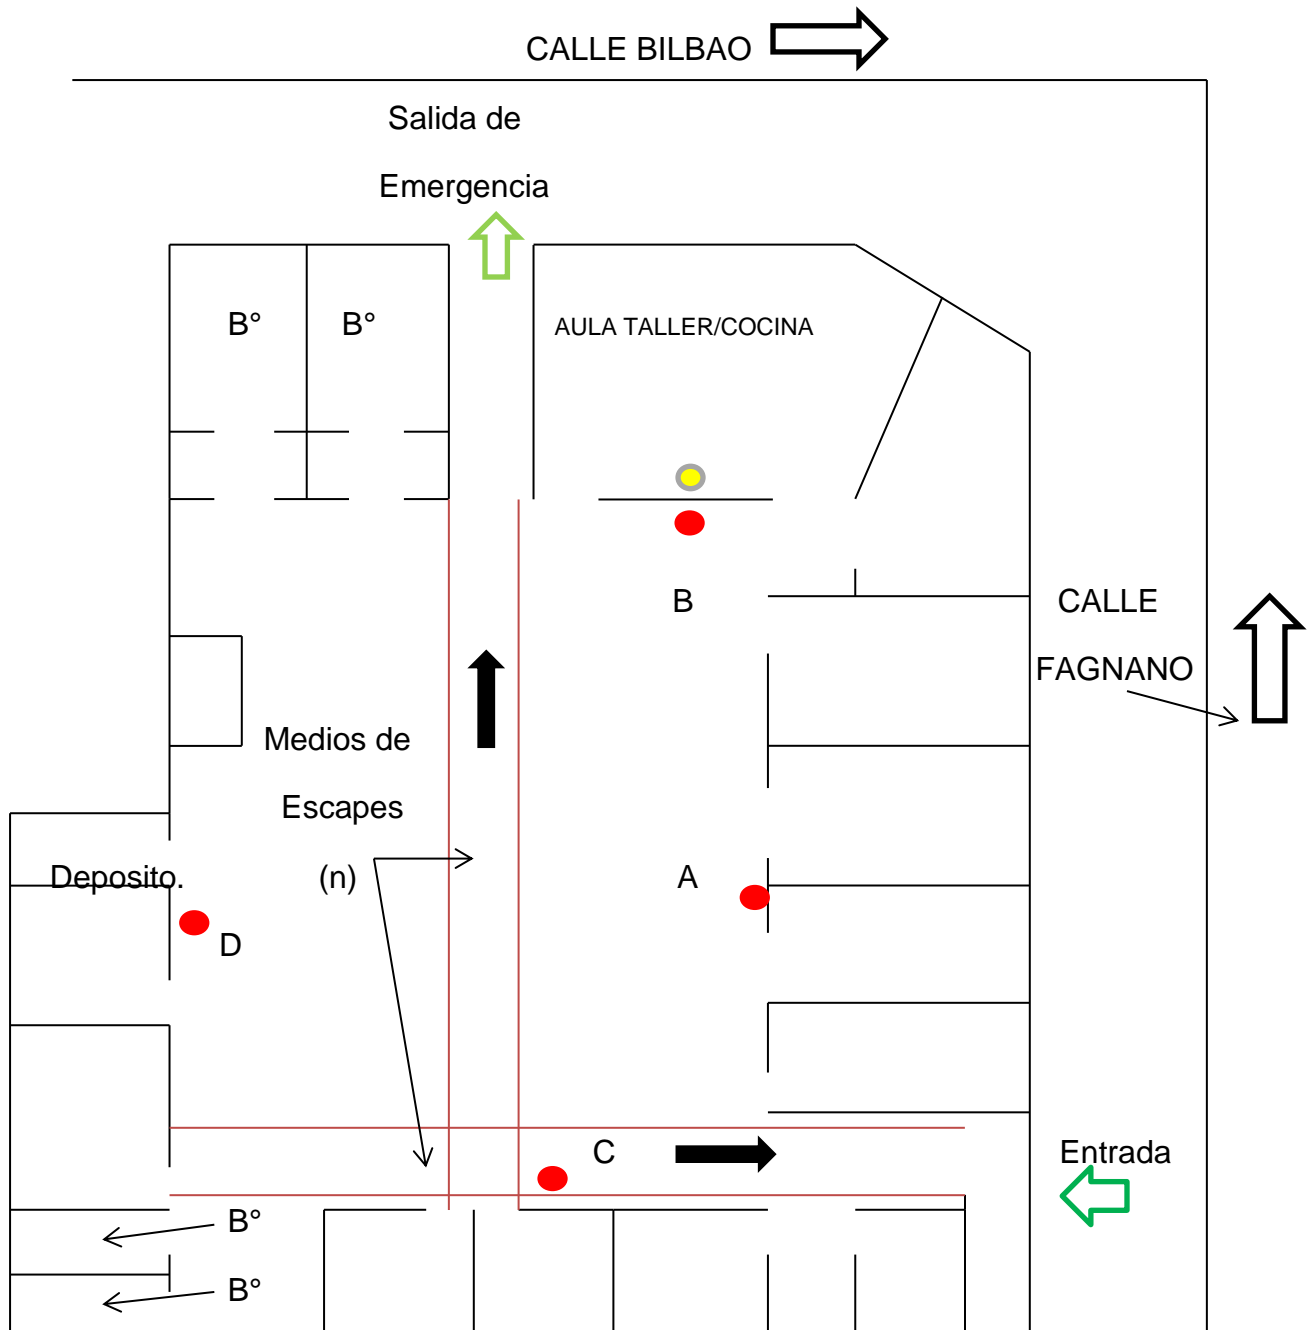 CALLE BILBAO
Salida de
Emergencia
B°
B°
AULA TALLER/COCINA
B
CALLE
FAGNANO
Medios de
Escapes
(n)
A
Deposito.
D
C
Entrada
B°
B°